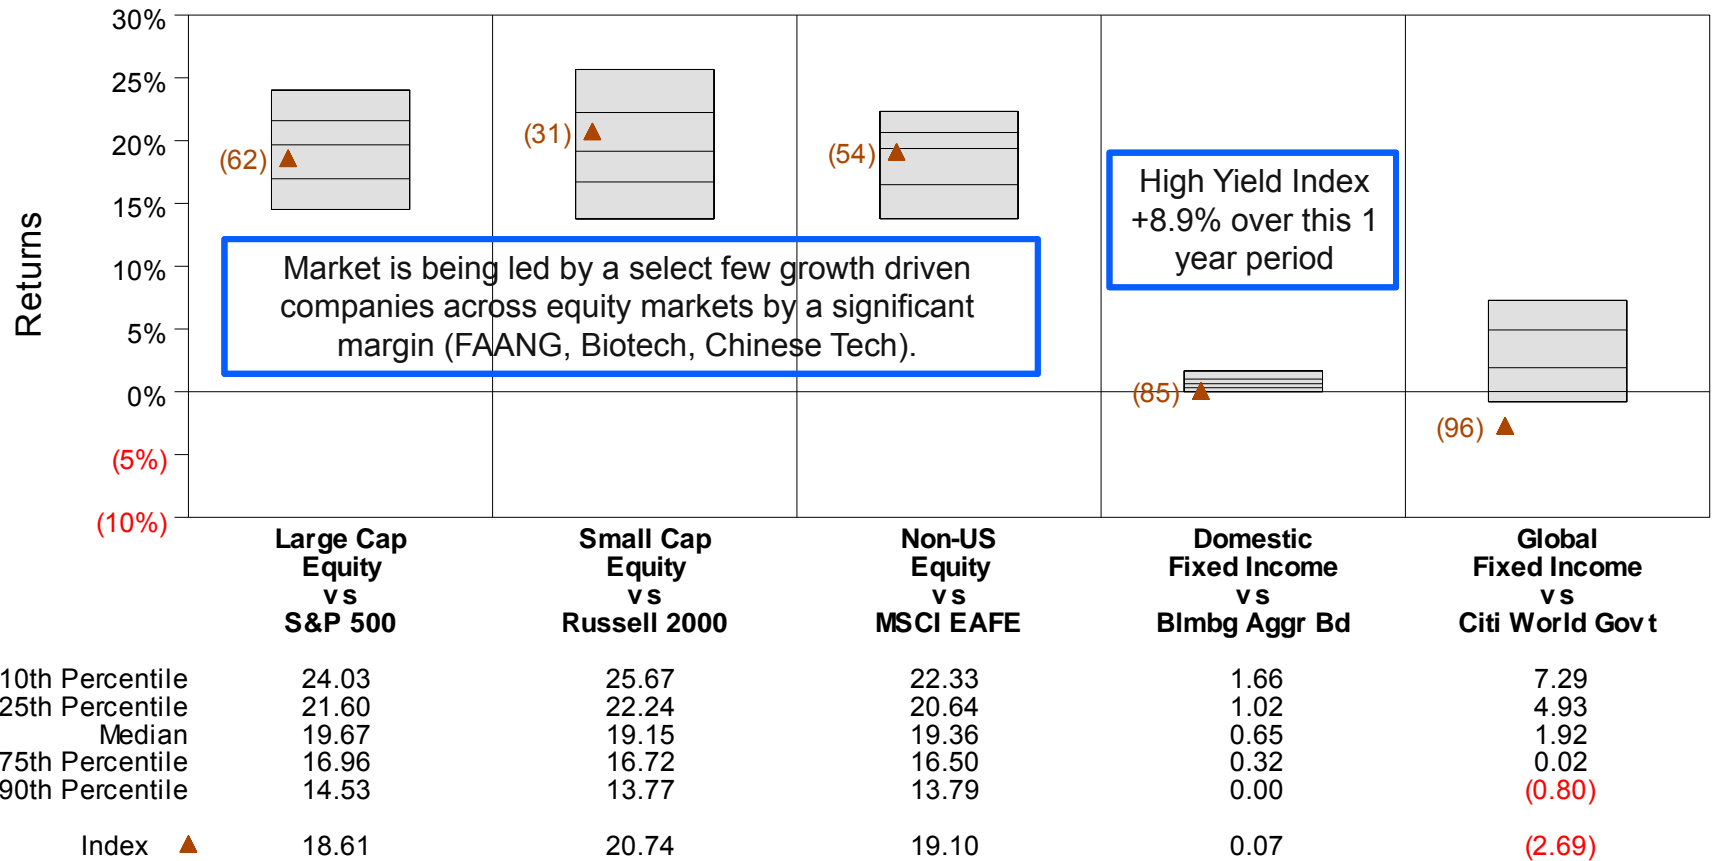 30%
25%
20%
15%
10%
5%
0%
(5%)
(10%)
Returns
(62)
(31)
(54)
(85)
(96)
High Yield Index
+8.9% over this 1
year period
Market is being led by a select few growth driven
companies across equity markets by a significant
margin (FAANG, Biotech, Chinese Tech).
Large Cap Small Cap Non-US Domestic Global
Equity Equity Equity Fixed Income Fixed Income
vs vs vs vs vs
S&P 500 Russell 2000 MSCI EAFE Blmbg Aggr Bd Citi World Govt
10th Percentile 24.03 25.67 22.33 1.66 7.29
25th Percentile 21.60 22.24 20.64 1.02 4.93
Median 19.67 19.15 19.36 0.65 1.92
75th Percentile 16.96 16.72 16.50 0.32 0.02
90th Percentile 14.53 13.77 13.79 0.00 (0.80)
Index 18.61 20.74 19.10 0.07 (2.69)